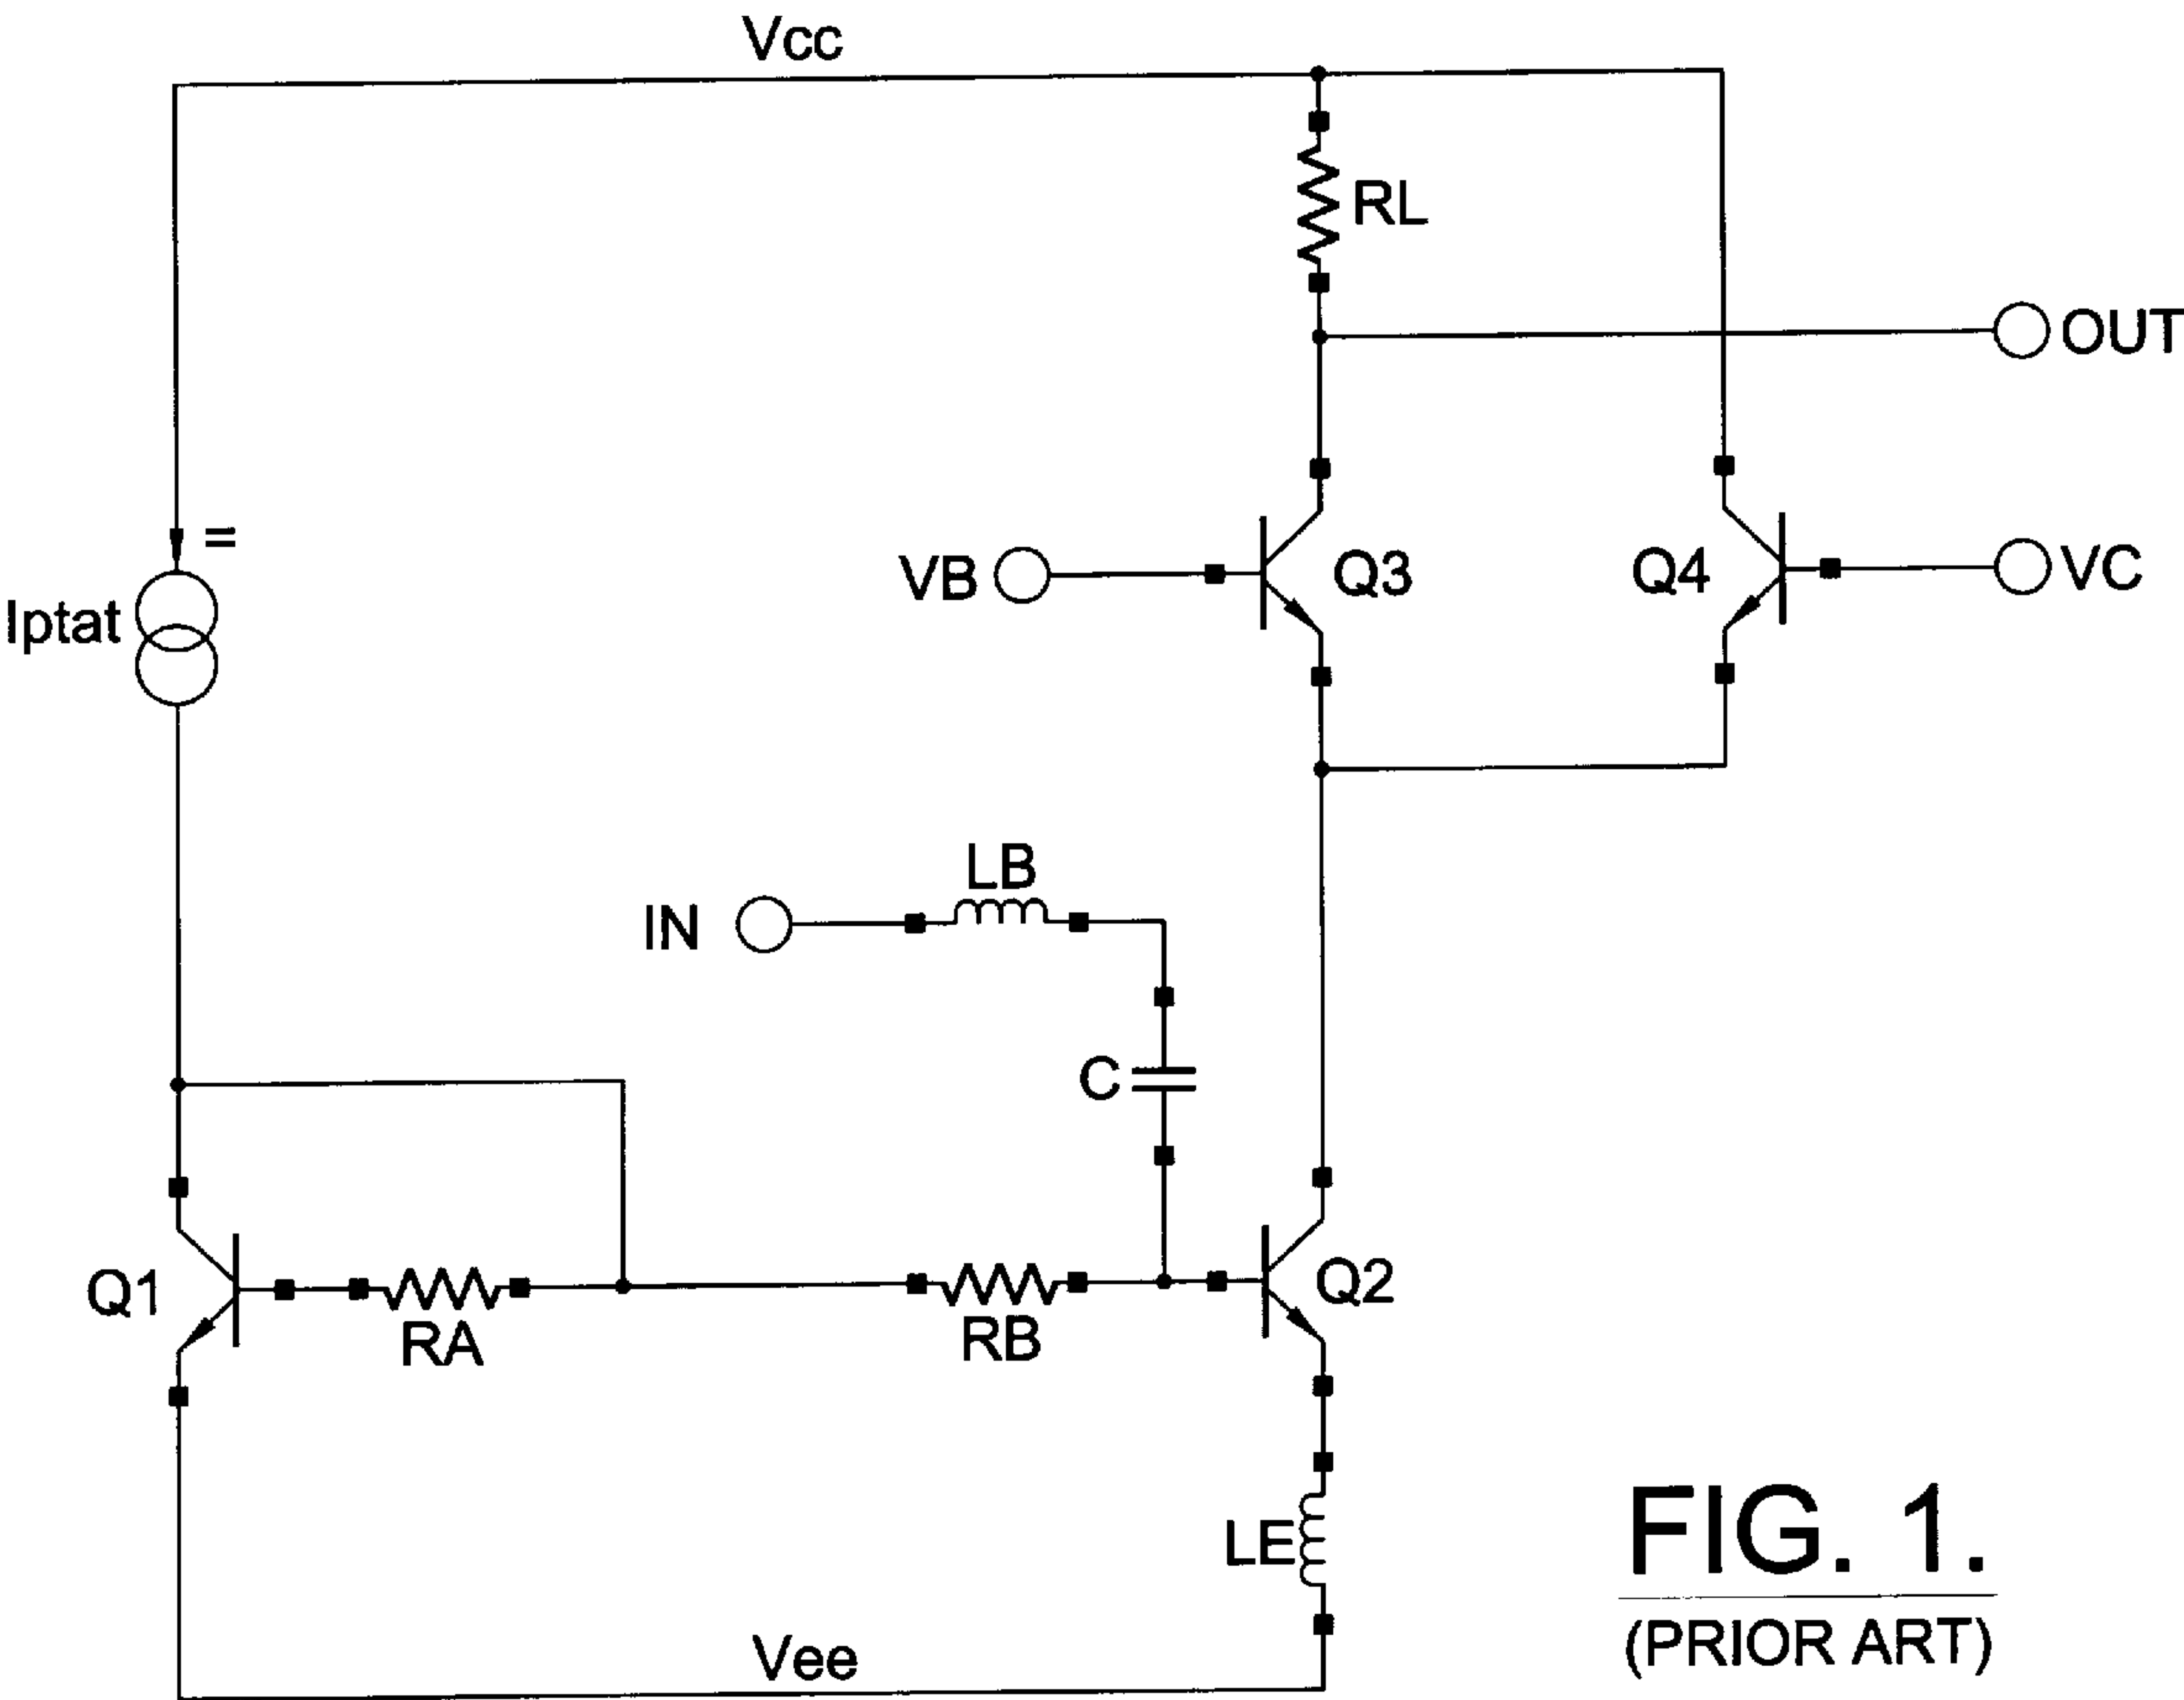 Vcc
RL
OUT
=
Iptat
VB
Q3
Q4
VC
LB
IN
C
Q1
RA
RB
Q2
LE
FIG. 1.
(PRIOR ART)
Vee